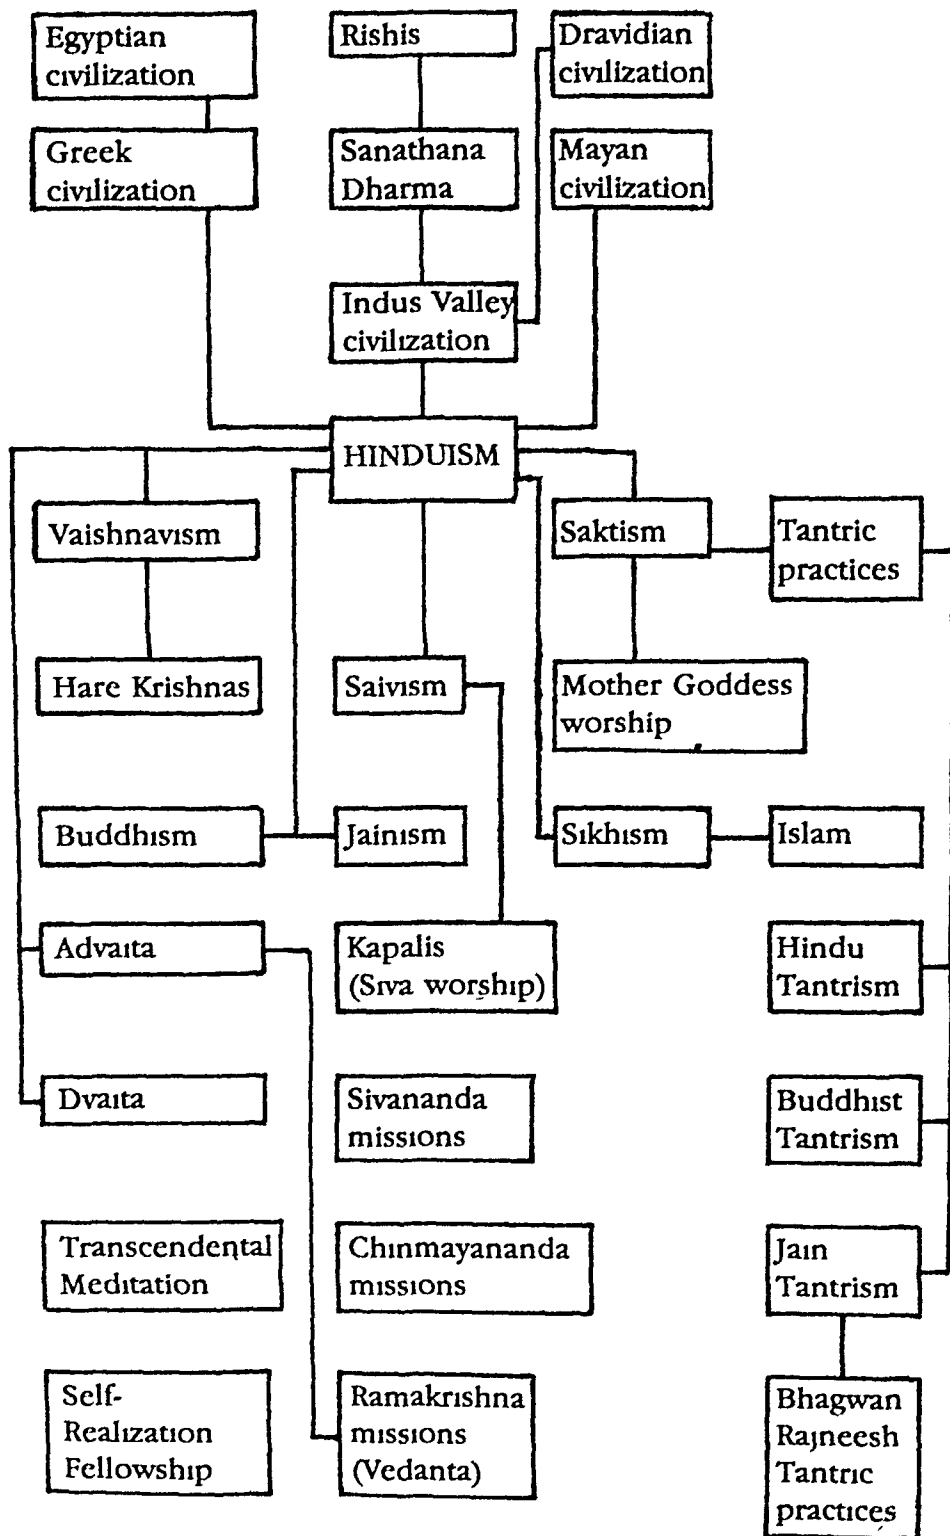 Egyptian
civilization
Rishis
Dravidian
civilization
Greek
civilization
Sanathana
Dharma
Mayan
civilization
Indus Valley
civilization
HINDUISM
Vaishnavism
Saktism
Tantric
practices
Hare Krishnas
Saivism
Mother Goddess
worship
Buddhism
Jainism
Sikhism
Islam
Advaita
Kapalis
(Siva worship)
Hindu
Tantrism
Dvaita
Sivananda
missions
Buddhist
Tantrism
Transcendental
Meditation
Chinmayananda
missions
Jain
Tantrism
Self-
Realization
Fellowship
Ramakrishna
missions
(Vedanta)
Bhagwan
Rajneesh
Tantric
practices